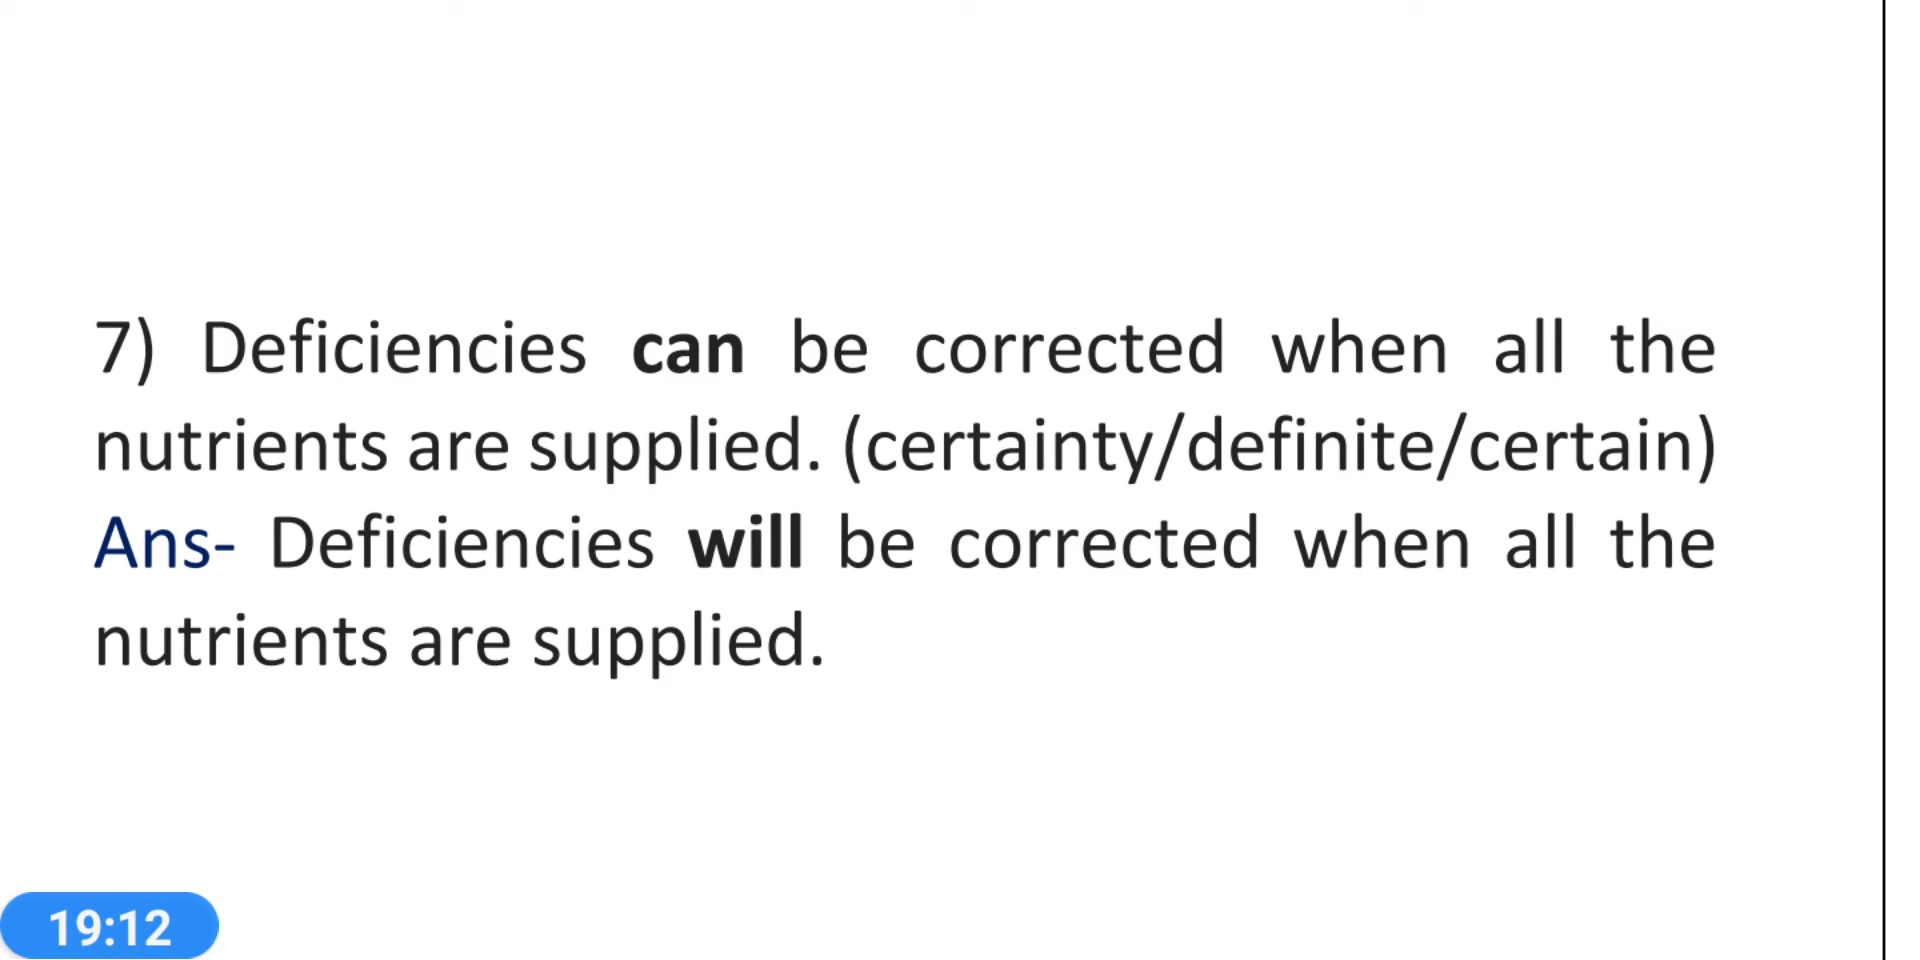 7) Deficiencies can be corrected when all the
nutrients are supplied. (certainty/definite/certain)
Ans- Deficiencies will be corrected when all the
nutrients are supplied.
19:12